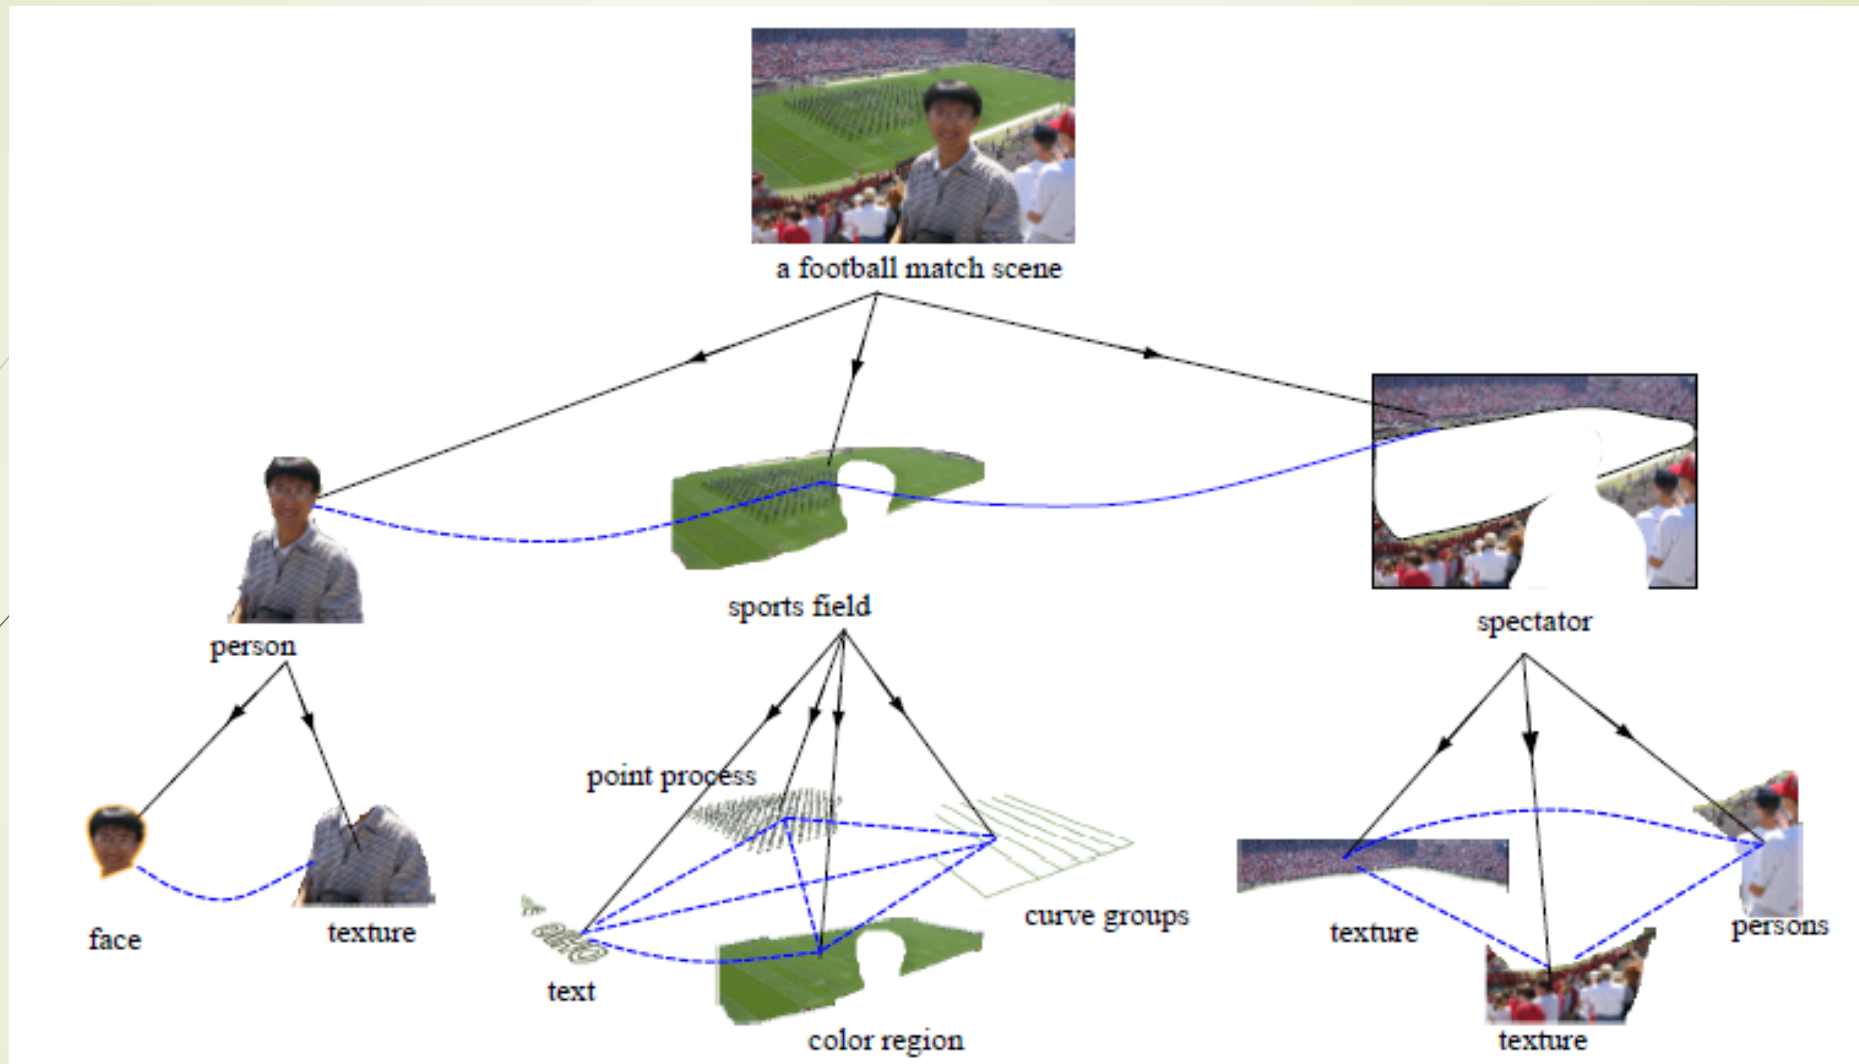 a football match scene
person
sports field
spectator
face
texture
point process
text
color region
curve groups
texture
texture
persons